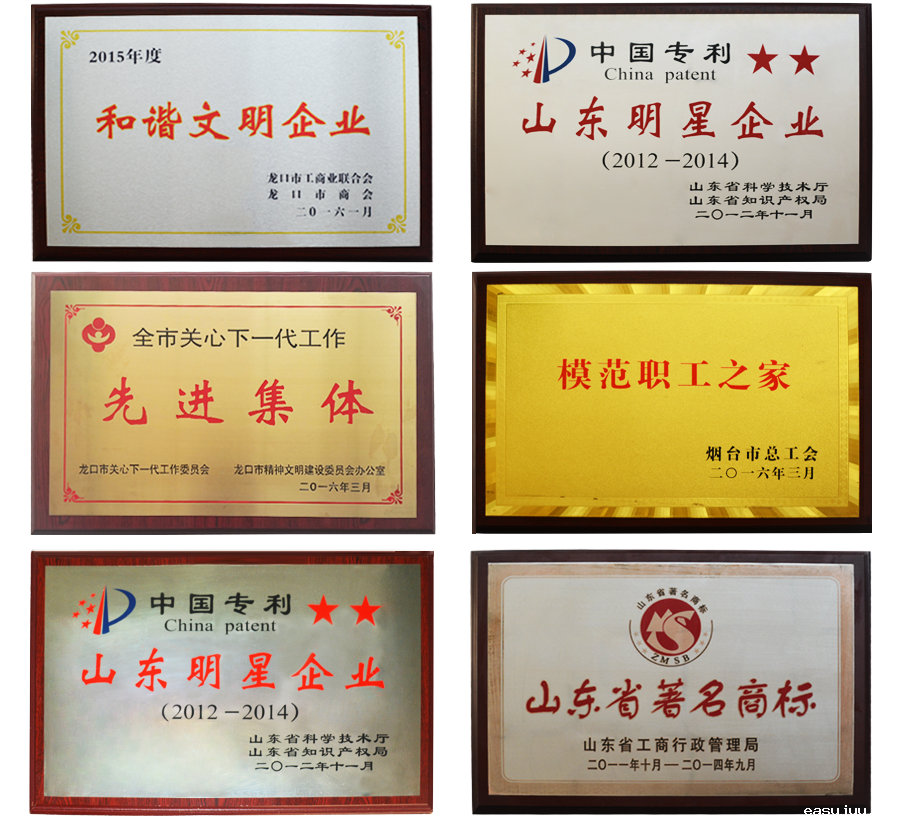 2015年度
和谐文明企业
龙口市工商业联合会
龙口市商会
二〇一六一月
中国专利
China patent
山东明星企业
(2012－2014)
山东省科学技术厅
山东省知识产权局
二〇一二年十一月
全市关心下一代工作
先进集体
龙口市关心下一代工作委员会 龙口市精神文明建设委员会办公室
二〇一六年三月
模范职工之家
烟台市总工会
二〇一六年三月
中国专利
China patent
山东明星企业
(2012－2014)
山东省科学技术厅
山东省知识产权局
二〇一二年十一月
山东省著名商标
ZMSB
山东省著名商标
山东省工商行政管理局
二〇一一年十月—二〇一四年九月
easyjuu